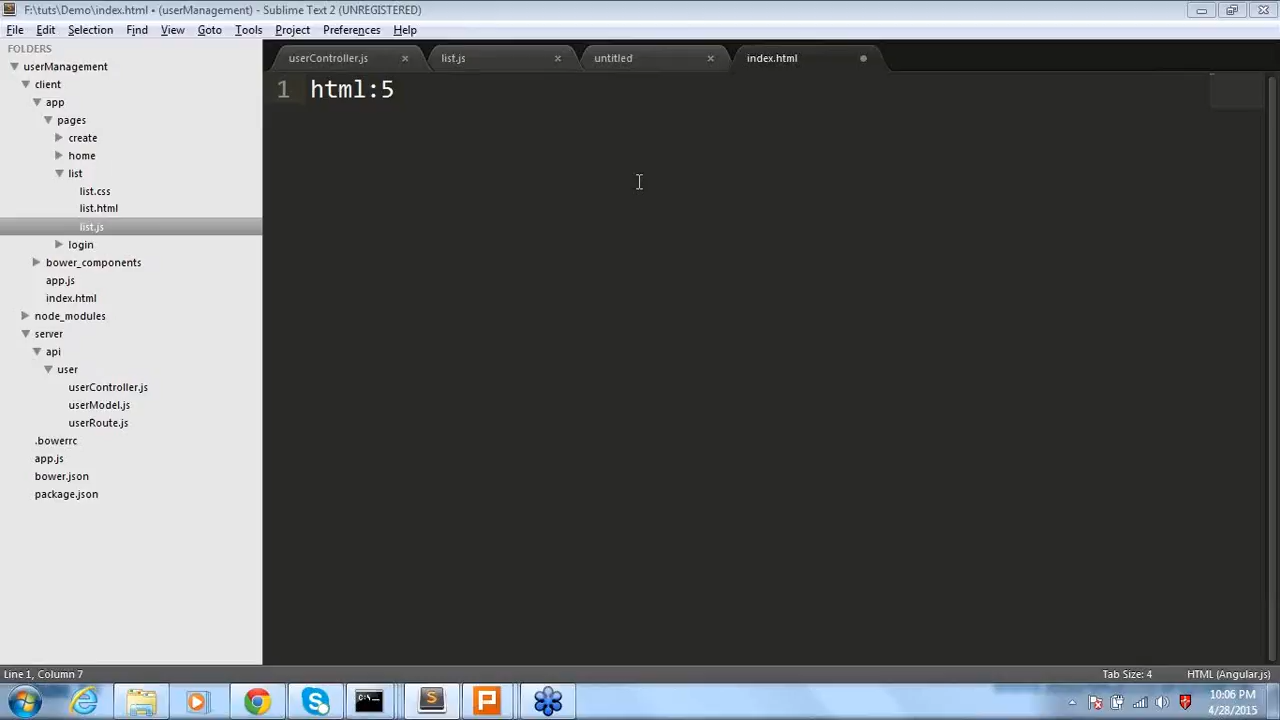 F:\tuts\Demo\index.html • (userManagement) - Sublime Text 2 (UNREGISTERED)
File Edit Selection Find View Goto Tools Project Preferences Help
FOLDERS
userManagement
client
app
pages
create
home
list
list.css
list.html
list.js
login
bower_components
app.js
index.html
node_modules
server
api
user
userController.js
userModel.js
userRoute.js
.bowerrc
app.js
bower.json
package.json
userController.js list.js untitled index.html
1 html:5
Line 1, Column 7 Tab Size: 4 HTML (Angular.js)
10:06 PM
4/28/2015